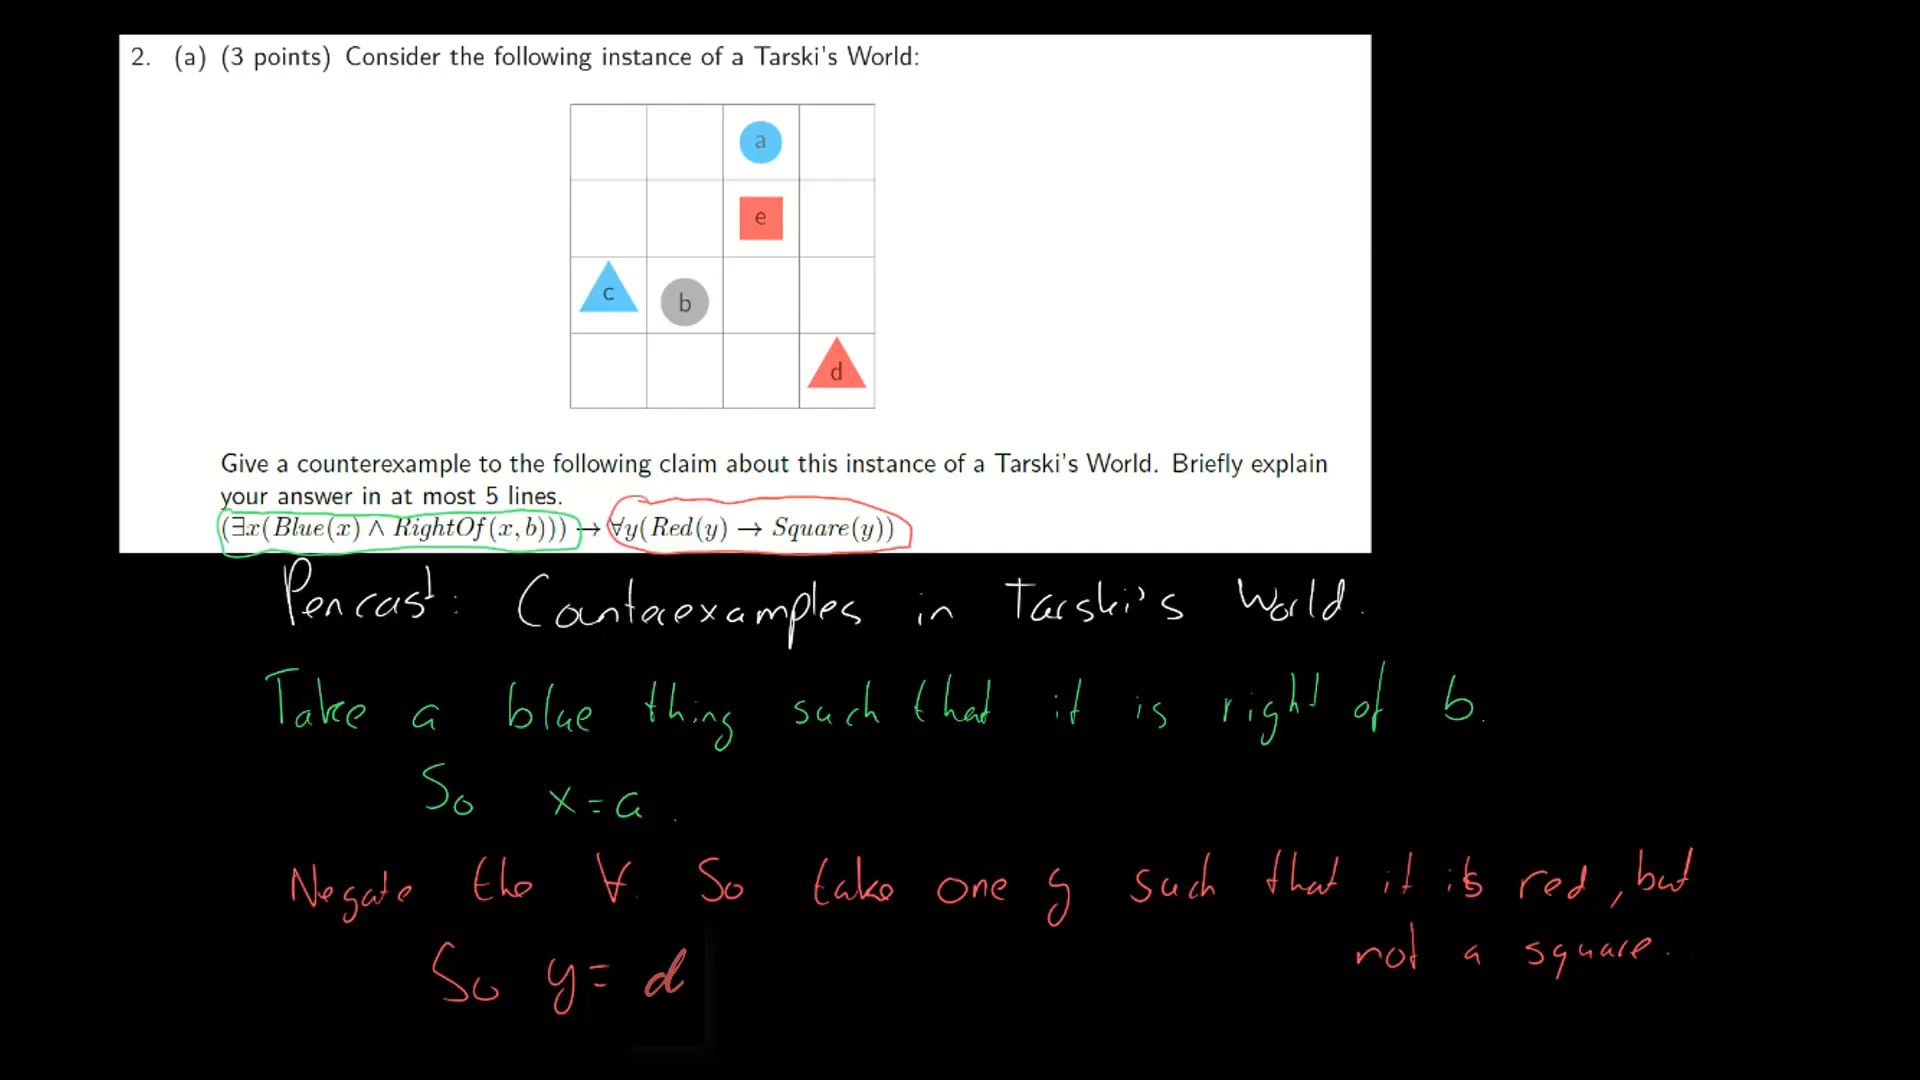 2. (a) (3 points) Consider the following instance of a Tarski's World:
a
e
c
b
d
Give a counterexample to the following claim about this instance of a Tarski's World. Briefly explain
your answer in at most 5 lines.
(∃x(Blue(x) ∧ RightOf(x, b))) → ∀y(Red(y) → Square(y))
Pencast: Counterexamples in Tarski's World.
Take a blue thing such that it is right of b.
So x=a.
Negate the ∀. So take one y such that it is red, but
not a square.
So y= d